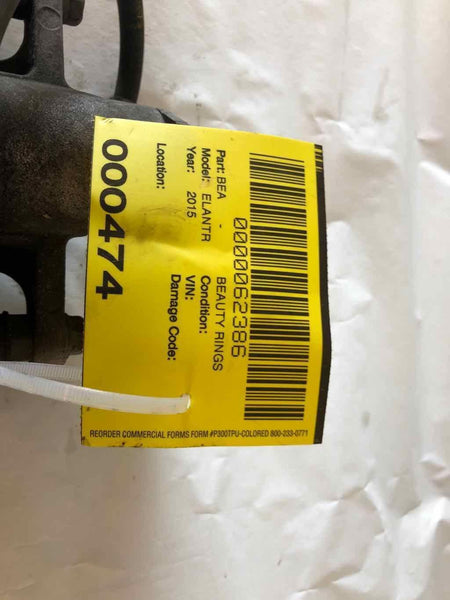 0000062386
Part: BEA - BEAUTY RINGS
Model: ELANTR Condition:
Year: 2015 VIN:
Damage Code:
Location:
000474
REORDER COMMERCIAL FORMS FORM #P300TPU-COLORED 800-233-0771